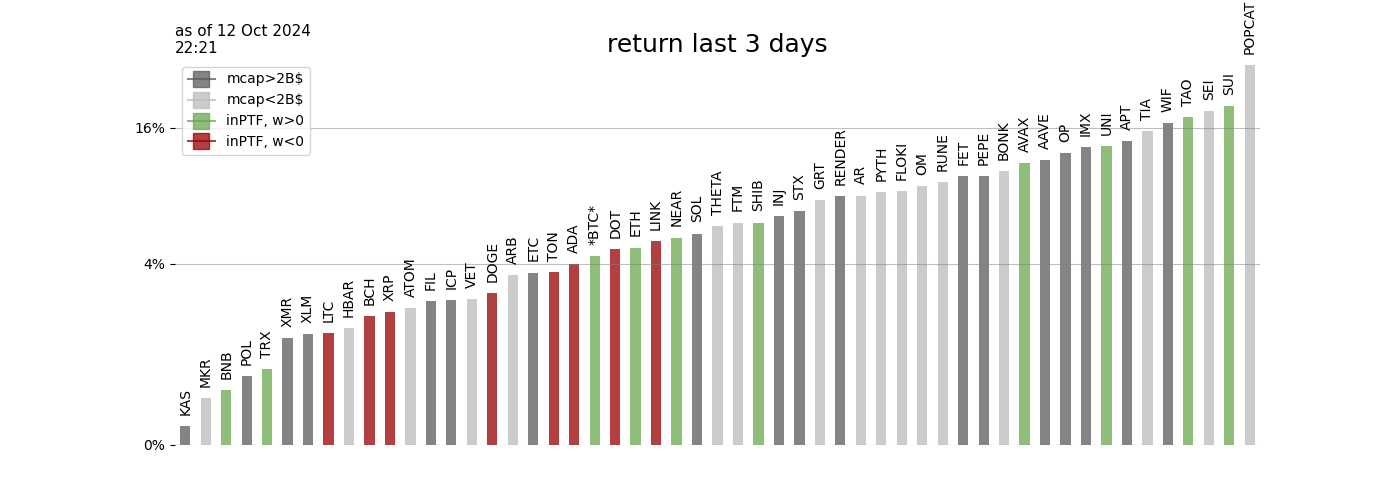 as of 12 Oct 2024
22:21
return last 3 days
mcap>2B$
mcap<2B$
inPTF, w>0
inPTF, w<0
16%
4%
0%
KAS
MKR
BNB
POL
TRX
XMR
XLM
LTC
HBAR
BCH
XRP
ATOM
FIL
ICP
VET
DOGE
ARB
ETC
TON
ADA
*BTC*
DOT
ETH
LINK
NEAR
SOL
THETA
FTM
SHIB
INJ
STX
GRT
RENDER
AR
PYTH
FLOKI
OM
RUNE
FET
PEPE
BONK
AVAX
AAVE
OP
IMX
UNI
APT
TIA
WIF
TAO
SEI
SUI
POPCAT